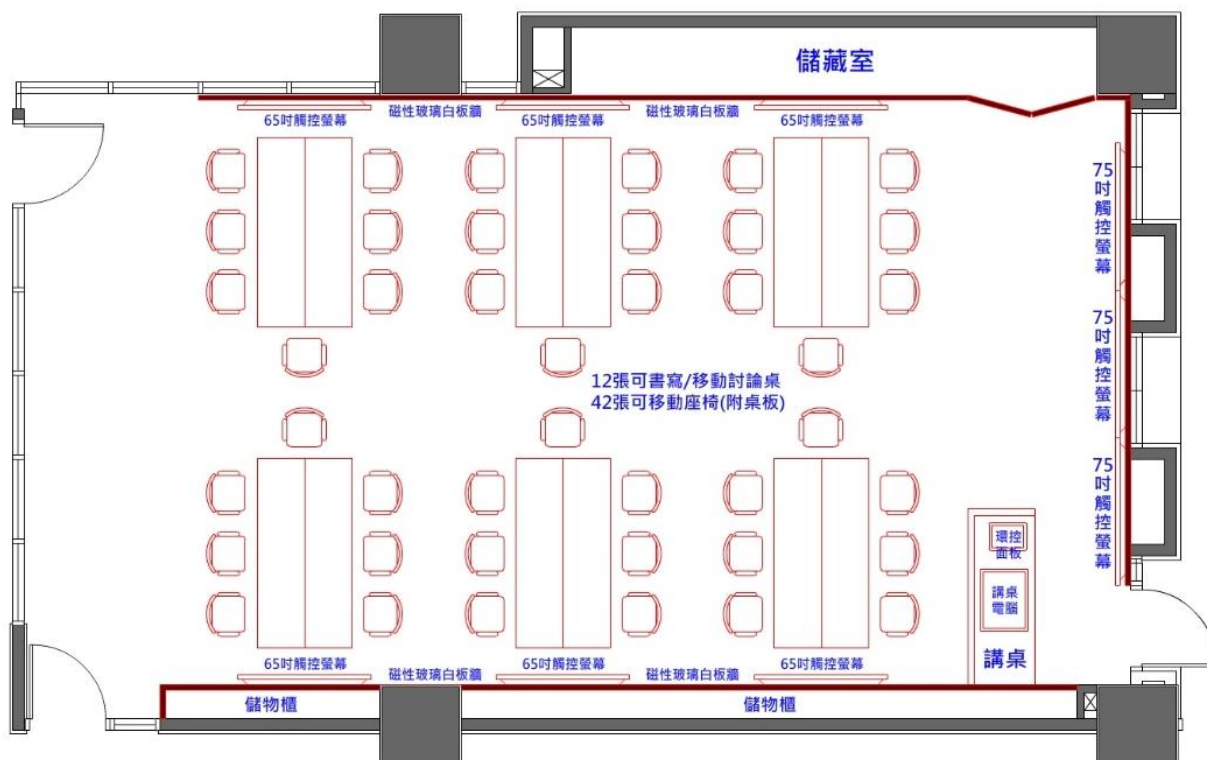 儲藏室
65吋觸控螢幕
磁性玻璃白板牆
65吋觸控螢幕
磁性玻璃白板牆
65吋觸控螢幕
75吋觸控螢幕
75吋觸控螢幕
75吋觸控螢幕
12張可書寫/移動討論桌
42張可移動座椅(附桌板)
環控
面板
講桌
電腦
講桌
65吋觸控螢幕
磁性玻璃白板牆
65吋觸控螢幕
磁性玻璃白板牆
65吋觸控螢幕
儲物櫃
儲物櫃